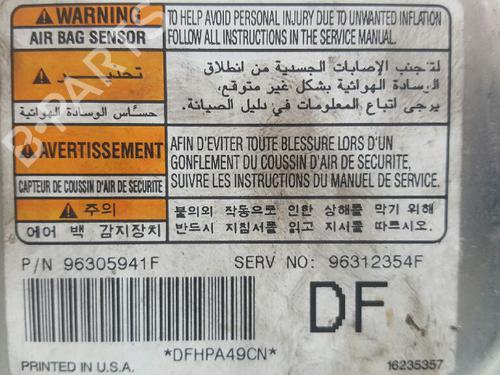 WARNING
AIR BAG SENSOR
TO HELP AVOID PERSONAL INJURY DUE TO UNWANTED INFLATION
FOLLOW ALL INSTRUCTIONS IN THE SERVICE MANUAL.
تحذير
حساس الوسادة الهوائية
لتجنب الإصابات الجسدية من انطلاق
الوسادة الهوائية بشكل غير متوقع،
يرجى اتباع المعلومات في دليل الصيانة.
AVERTISSEMENT
CAPTEUR DE COUSSIN D'AIR DE SECURITE
AFIN D'EVITER TOUTE BLESSURE LORS D'UN
GONFLEMENT DU COUSSIN D'AIR DE SECURITE,
SUIVRE LES INSTRUCTIONS DU MANUEL DE SERVICE.
주의
에어 백 감지장치
불의의 작동으로 인한 상해를 막기 위해
반드시 지침서를 읽고 지시를 따르시오.
P/N 96305941F
SERV NO: 96312354F
DF
*DFHPA49CN*
PRINTED IN U.S.A.
16235357
B-PARTS